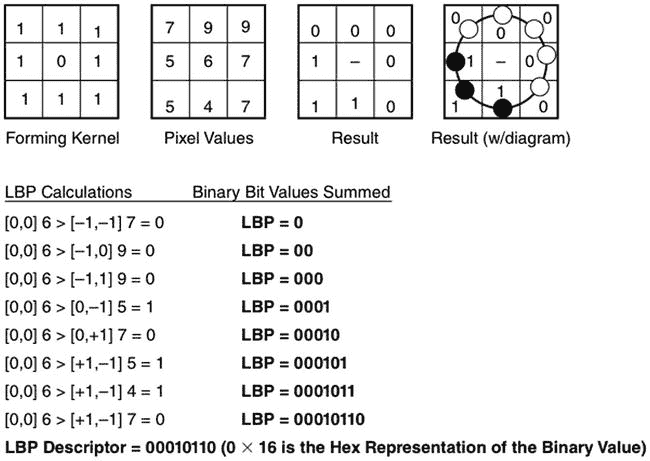 1 1 1 7 9 9 0 0 0 0 0 0
1 0 1 5 6 7 1 – 0 1 – 0
1 1 1 5 4 7 1 1 0 1 1 0
Forming Kernel Pixel Values Result Result (w/diagram)
LBP Calculations Binary Bit Values Summed
[0,0] 6 > [–1,–1] 7 = 0 LBP = 0
[0,0] 6 > [–1,0] 9 = 0 LBP = 00
[0,0] 6 > [–1,1] 9 = 0 LBP = 000
[0,0] 6 > [0,–1] 5 = 1 LBP = 0001
[0,0] 6 > [0,+1] 7 = 0 LBP = 00010
[0,0] 6 > [+1,–1] 5 = 1 LBP = 000101
[0,0] 6 > [+1,–1] 4 = 1 LBP = 0001011
[0,0] 6 > [+1,–1] 7 = 0 LBP = 00010110
LBP Descriptor = 00010110 (0 × 16 is the Hex Representation of the Binary Value)